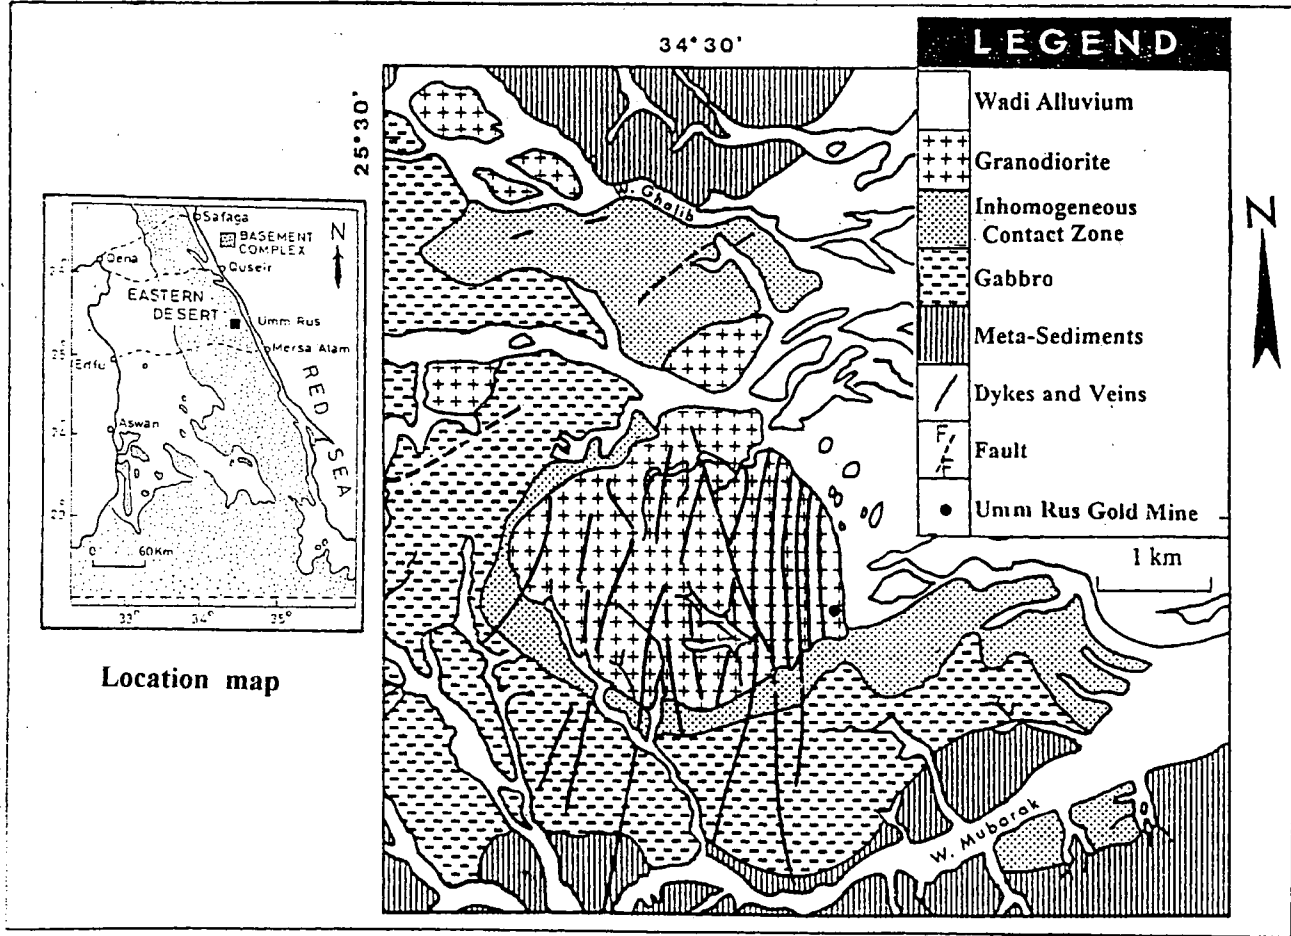 34°30'
25°30'
LEGEND
Wadi Alluvium
Granodiorite
Inhomogeneous
Contact Zone
Gabbro
Meta-Sediments
Dykes and Veins
F
F
Fault
Umm Rus Gold Mine
N
1 km
W. Ghalib
W. Mubarak
Safaga
BASEMENT
COMPLEX
N
Qena
Quseir
EASTERN
DESERT
Umm Rus
Mersa Alam
Edfu
Aswan
RED SEA
0 60Km
33° 34° 35°
Location map